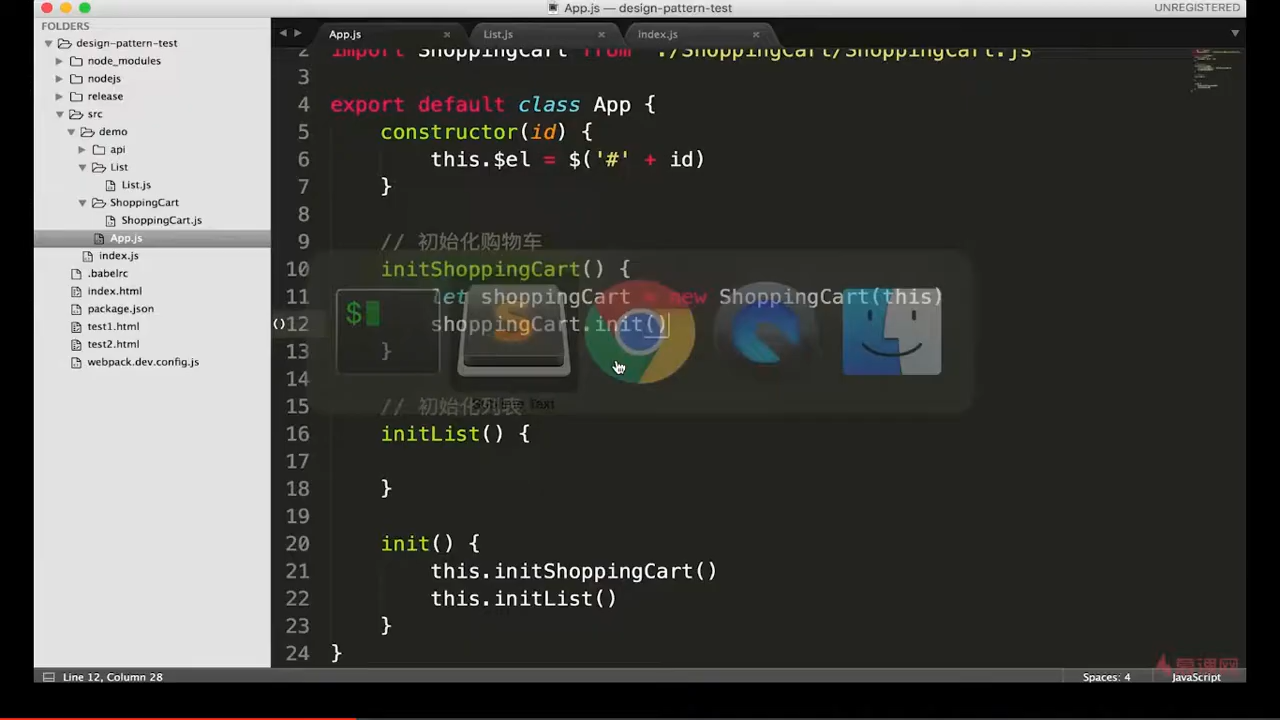 App.js — design-pattern-test
UNREGISTERED
FOLDERS
design-pattern-test
node_modules
nodejs
release
src
demo
api
List
List.js
ShoppingCart
ShoppingCart.js
App.js
index.js
.babelrc
index.html
package.json
test1.html
test2.html
webpack.dev.config.js
App.js
List.js
index.js
2 import ShoppingCart from './ShoppingCart/ShoppingCart.js
3
4 export default class App {
5 constructor(id) {
6 this.$el = $('#' + id)
7 }
8
9 // 初始化购物车
10 initShoppingCart() {
11 let shoppingCart = new ShoppingCart(this)
12 shoppingCart.init()
13 }
14
15 // 初始化列表
16 initList() {
17
18 }
19
20 init() {
21 this.initShoppingCart()
22 this.initList()
23 }
24 }
$
S
Sublime Text
Line 12, Column 28
Spaces: 4
JavaScript
慕课网